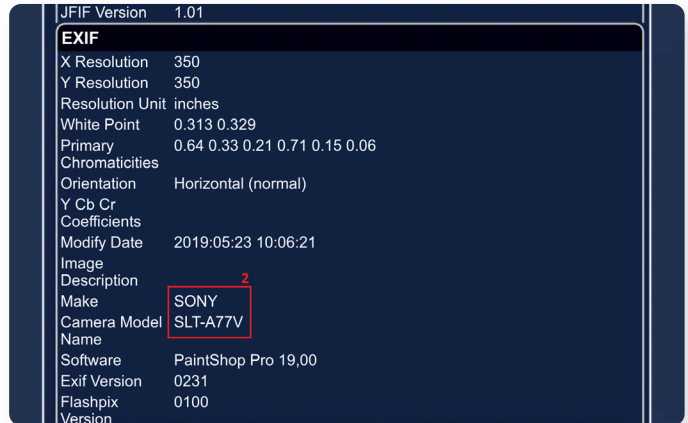 JFIF Version 1.01
EXIF
X Resolution 350
Y Resolution 350
Resolution Unit inches
White Point 0.313 0.329
Primary 0.64 0.33 0.21 0.71 0.15 0.06
Chromaticities
Orientation Horizontal (normal)
Y Cb Cr
Coefficients
Modify Date 2019:05:23 10:06:21
Image
Description
2
Make SONY
Camera Model SLT-A77V
Name
Software PaintShop Pro 19,00
Exif Version 0231
Flashpix 0100
Version